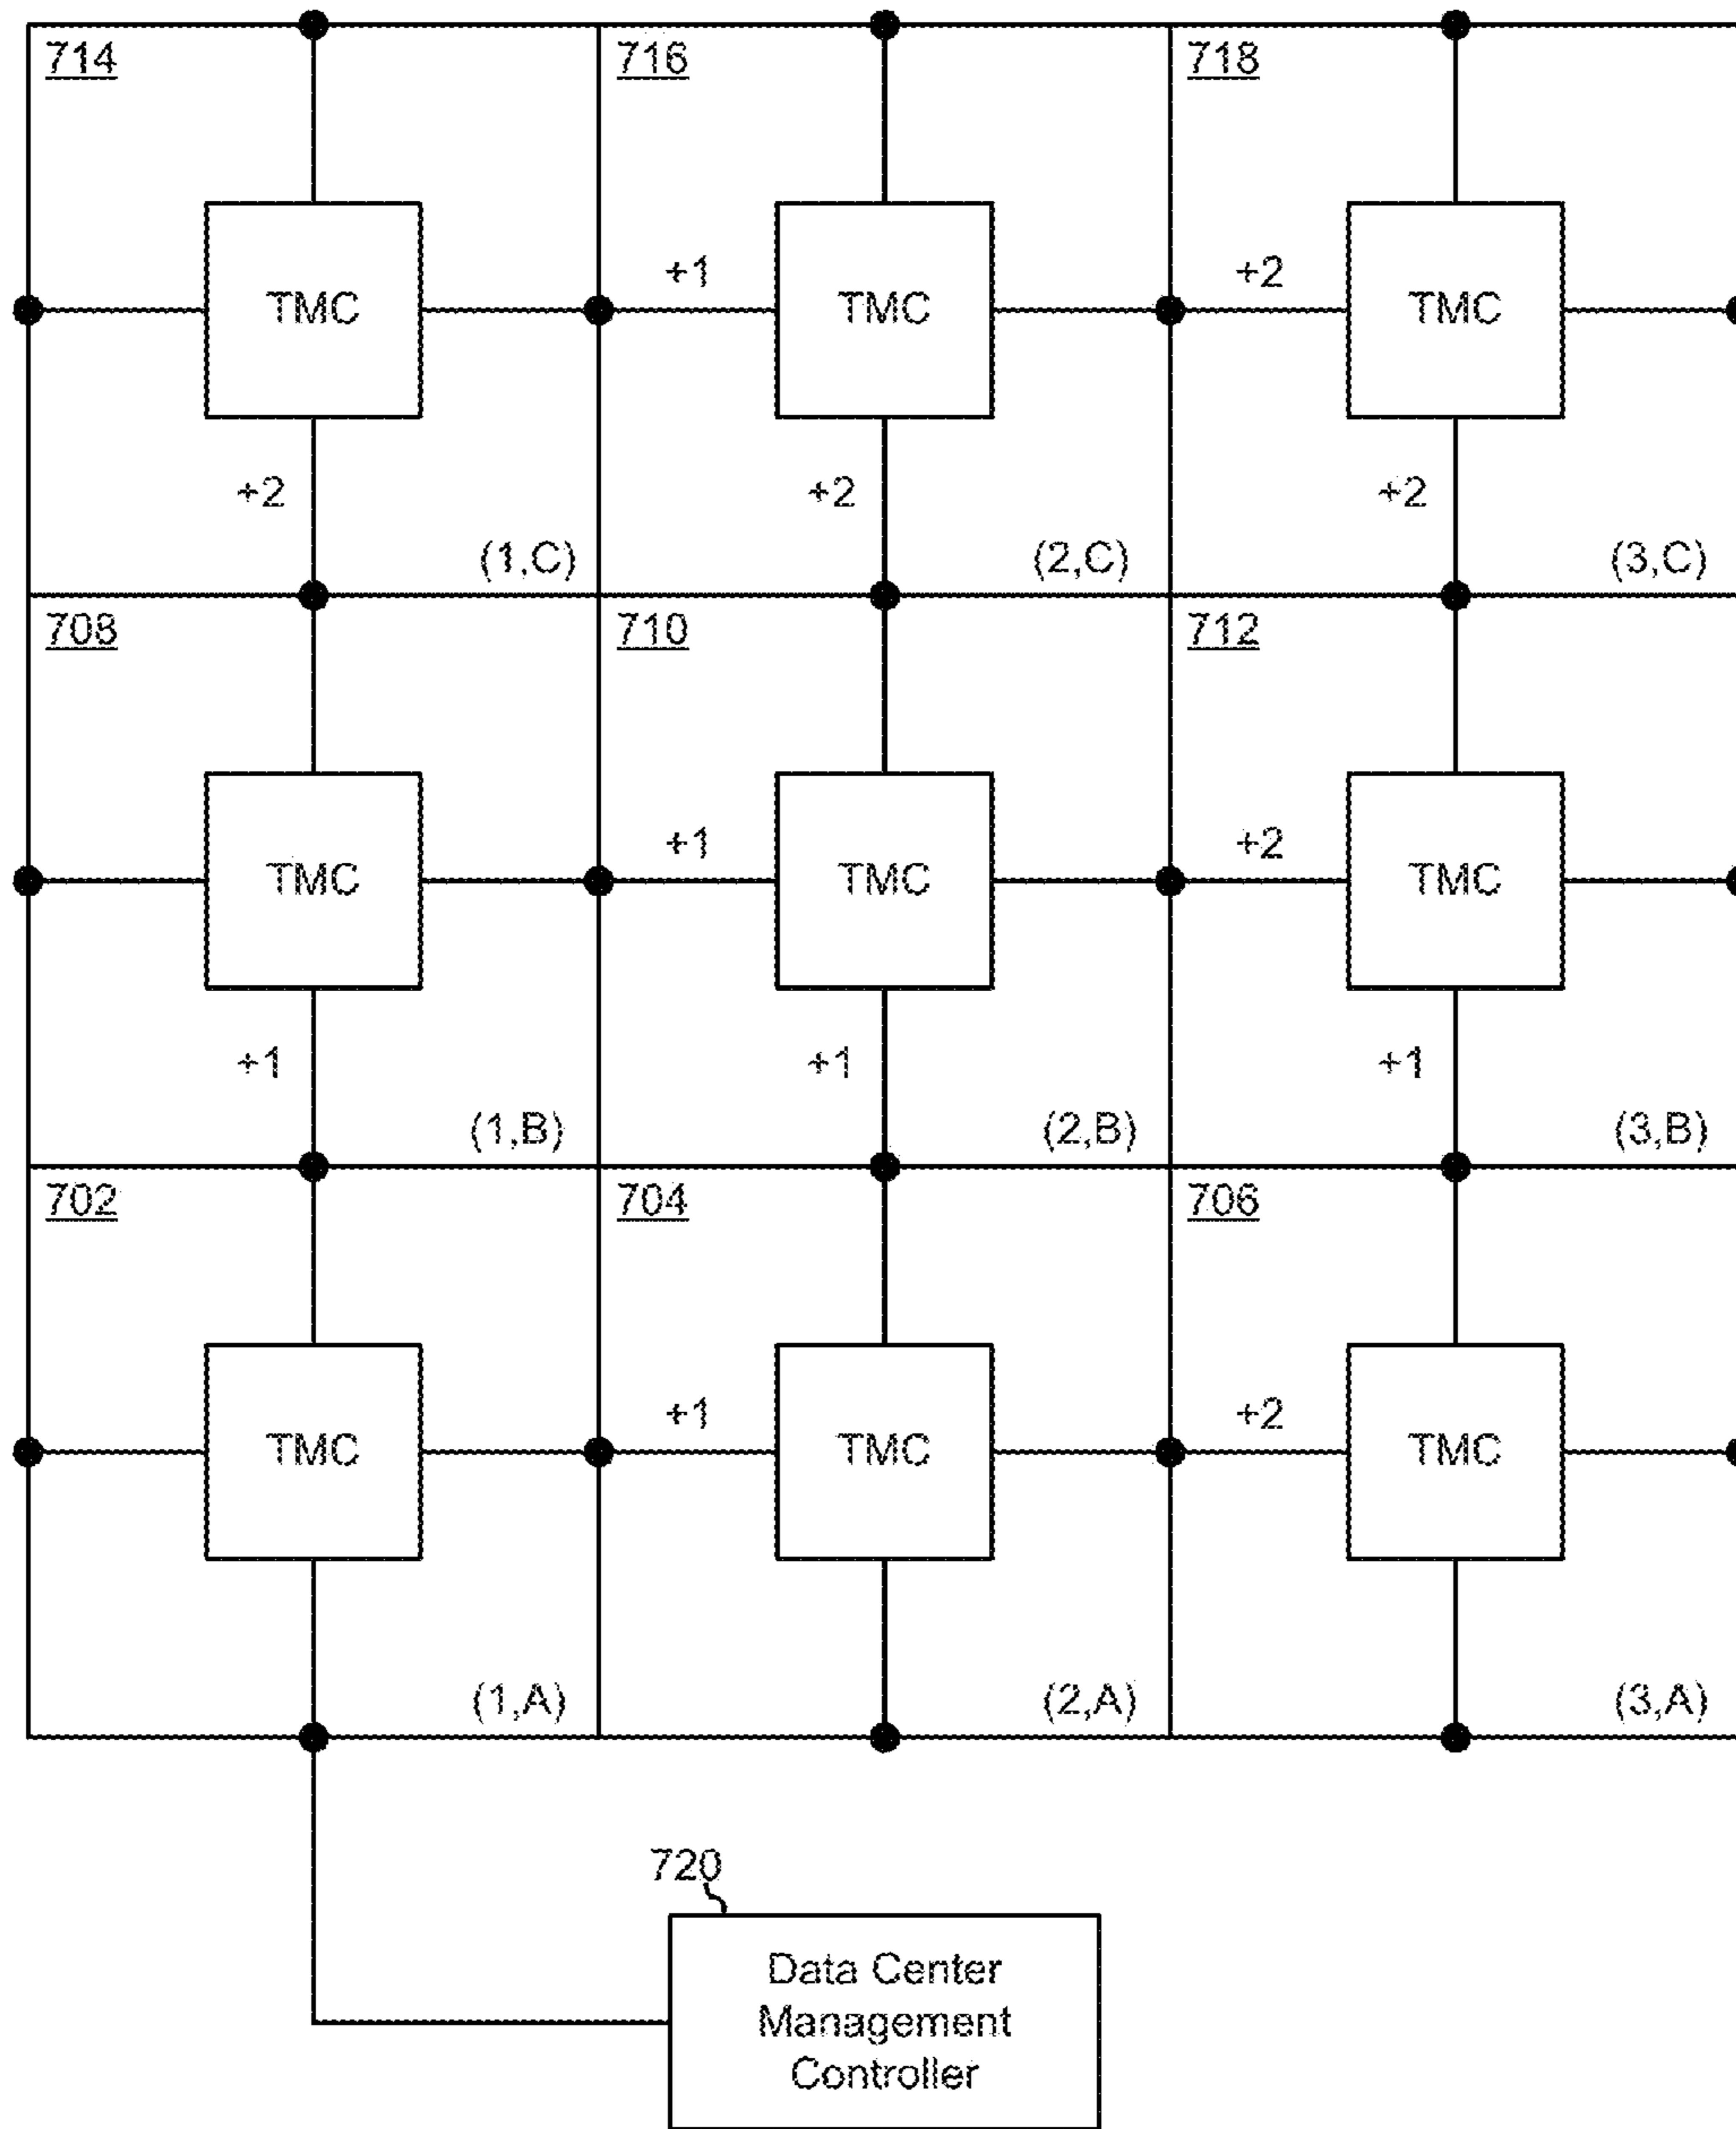 714 716 718
+1 +2
TMC TMC TMC
+2 +2 +2
(1,C) (2,C) (3,C)
708 710 712
+1 +2
TMC TMC TMC
+1 +1 +1
(1,B) (2,B) (3,B)
702 704 706
+1 +2
TMC TMC TMC
(1,A) (2,A) (3,A)
720
Data Center
Management
Controller